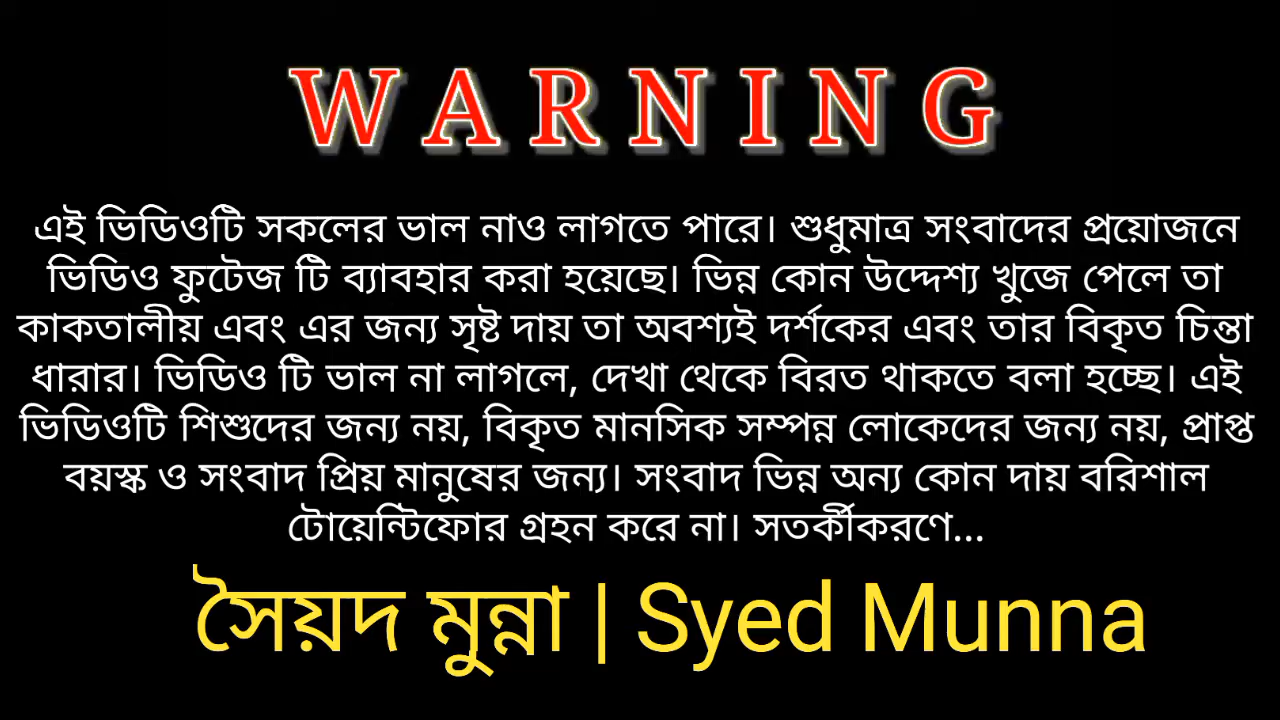 WARNING
এই ভিডিওটি সকলের ভাল নাও লাগতে পারে। শুধুমাত্র সংবাদের প্রয়োজনে
ভিডিও ফুটেজ টি ব্যাবহার করা হয়েছে। ভিন্ন কোন উদ্দেশ্য খুজে পেলে তা
কাকতালীয় এবং এর জন্য সৃষ্ট দায় তা অবশ্যই দর্শকের এবং তার বিকৃত চিন্তা
ধারার। ভিডিও টি ভাল না লাগলে, দেখা থেকে বিরত থাকতে বলা হচ্ছে। এই
ভিডিওটি শিশুদের জন্য নয়, বিকৃত মানসিক সম্পন্ন লোকেদের জন্য নয়, প্রাপ্ত
বয়স্ক ও সংবাদ প্রিয় মানুষের জন্য। সংবাদ ভিন্ন অন্য কোন দায় বরিশাল
টোয়েন্টিফোর গ্রহন করে না। সতর্কীকরণে...
সৈয়দ মুন্না | Syed Munna